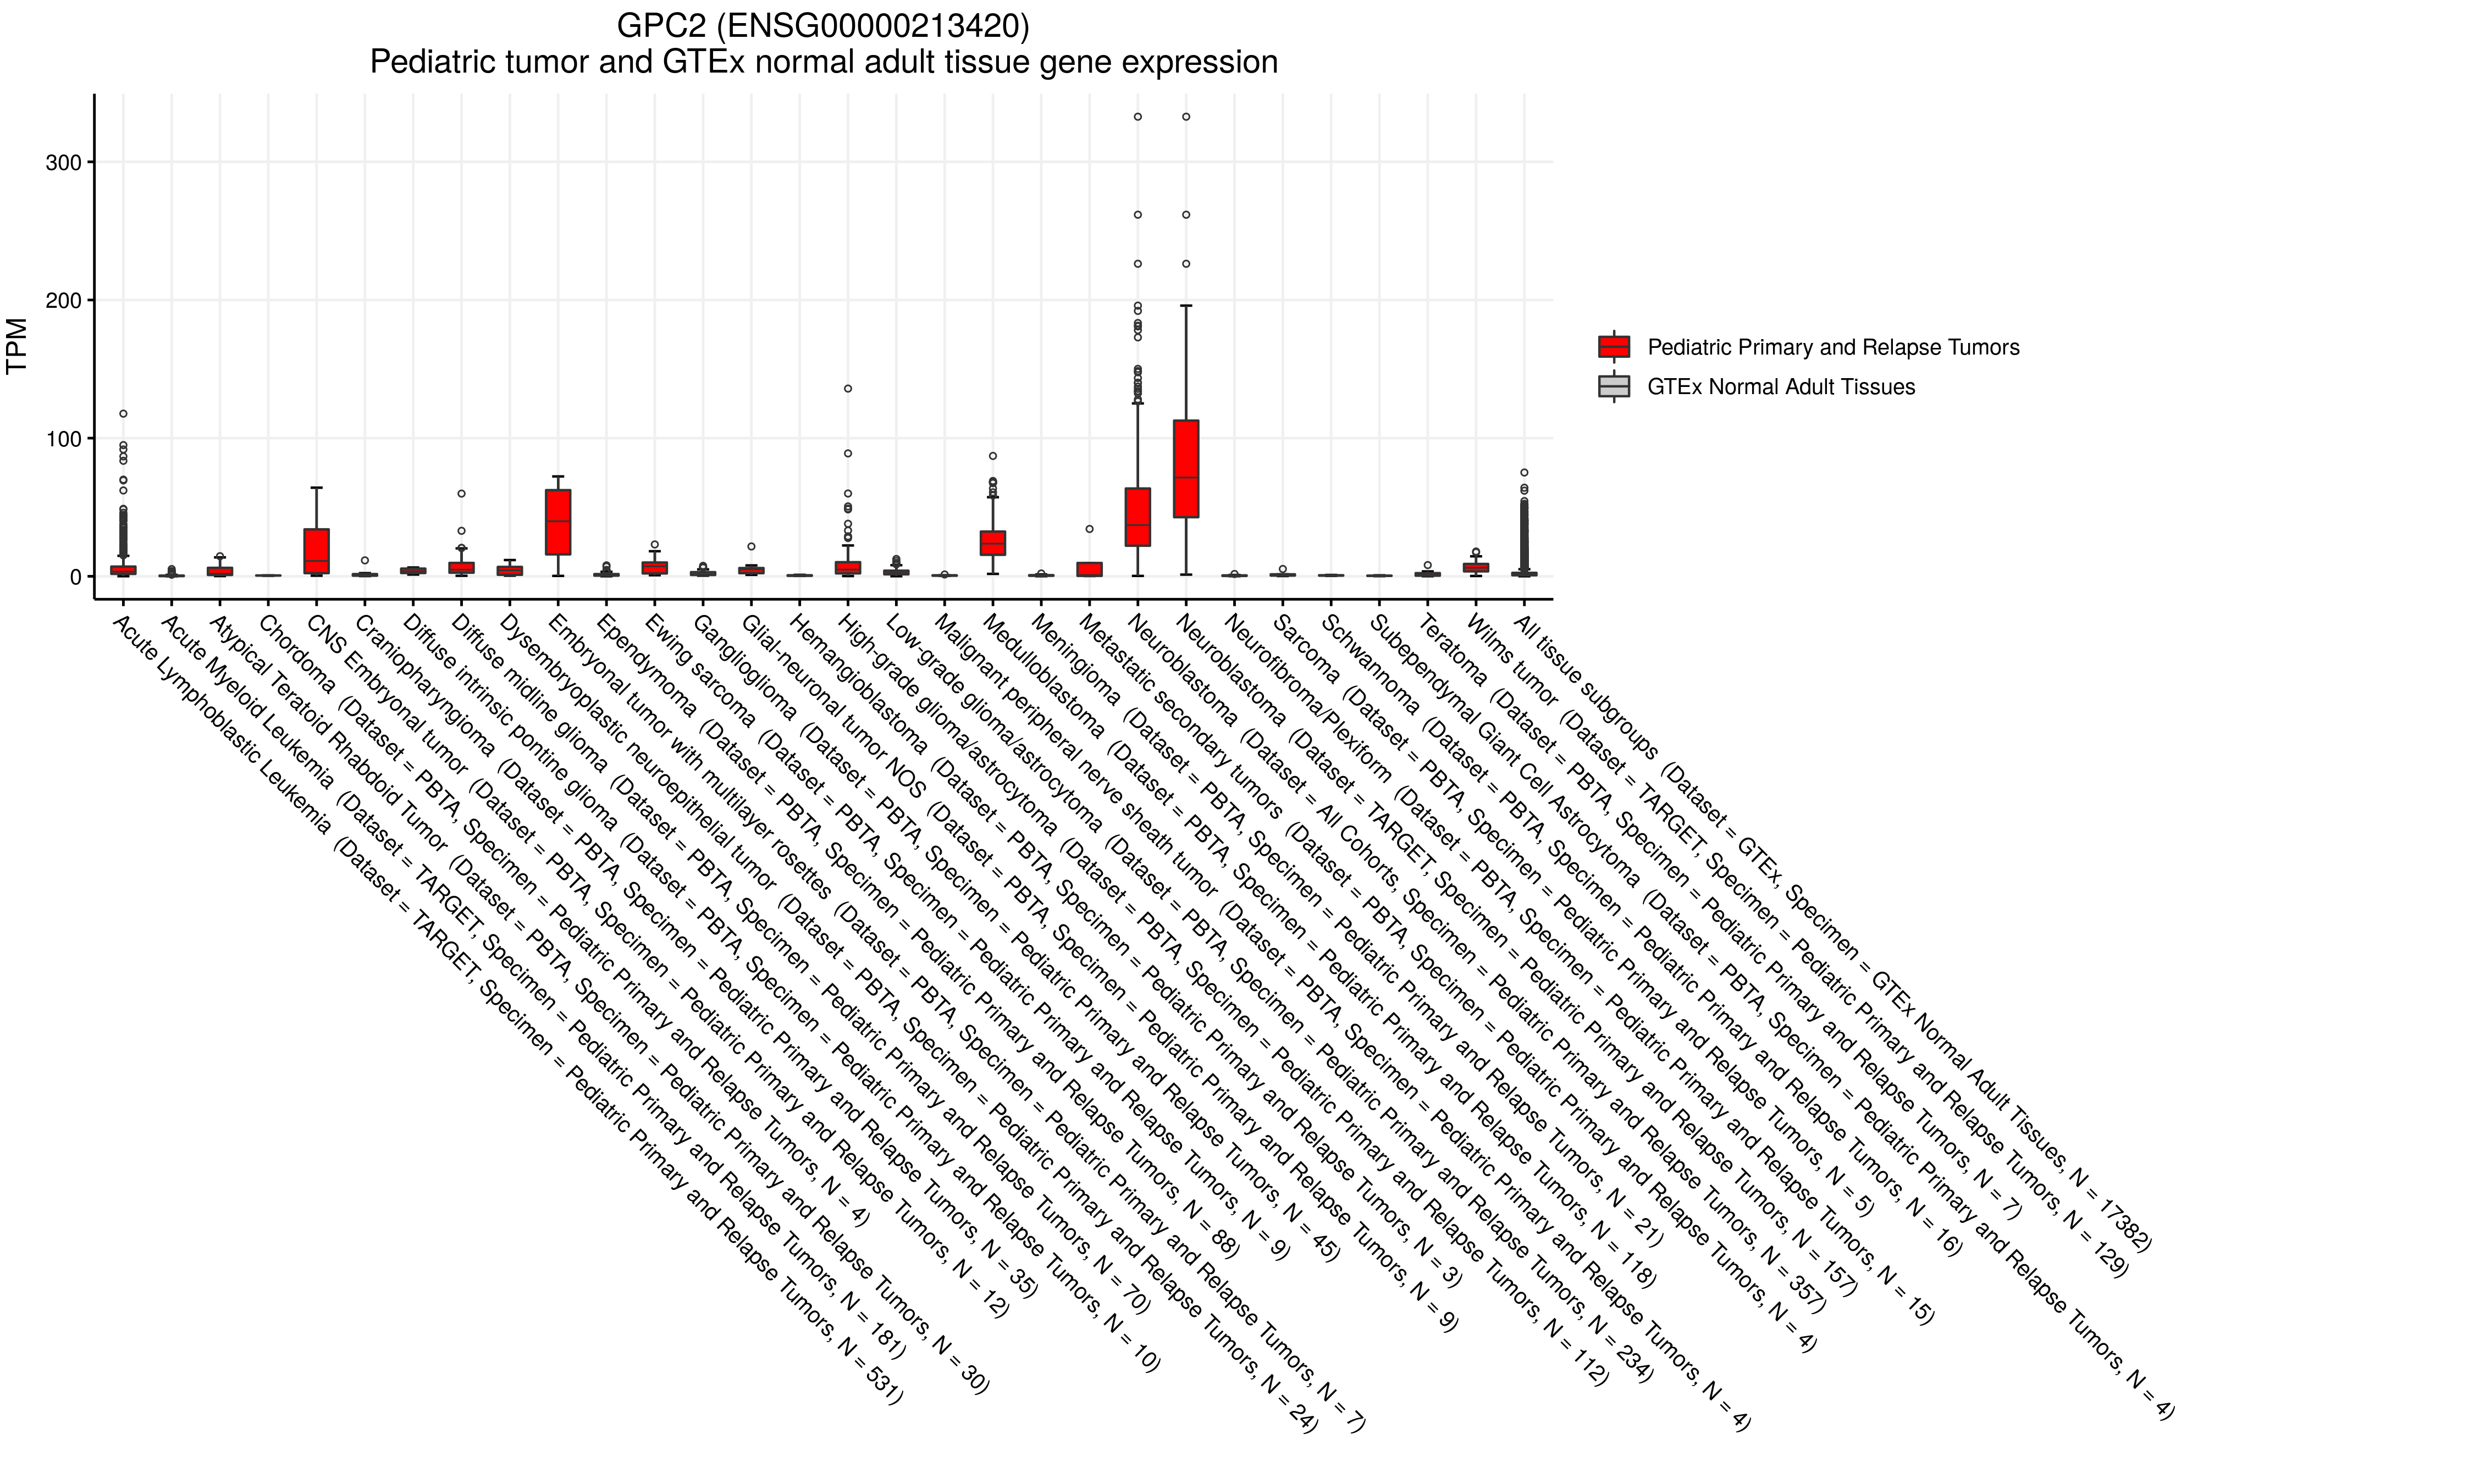 GPC2 (ENSG00000213420)
Pediatric tumor and GTEx normal adult tissue gene expression
TPM
300
200
100
0
Pediatric Primary and Relapse Tumors
GTEx Normal Adult Tissues
Acute Lymphoblastic Leukemia (Dataset = TARGET, Specimen = Pediatric Primary and Relapse Tumors, N = 531)
Acute Myeloid Leukemia (Dataset = TARGET, Specimen = Pediatric Primary and Relapse Tumors, N = 181)
Atypical Teratoid Rhabdoid Tumor (Dataset = PBTA, Specimen = Pediatric Primary and Relapse Tumors, N = 30)
Chordoma (Dataset = PBTA, Specimen = Pediatric Primary and Relapse Tumors, N = 4)
CNS Embryonal tumor (Dataset = PBTA, Specimen = Pediatric Primary and Relapse Tumors, N = 12)
Craniopharyngioma (Dataset = PBTA, Specimen = Pediatric Primary and Relapse Tumors, N = 35)
Diffuse intrinsic pontine glioma (Dataset = PBTA, Specimen = Pediatric Primary and Relapse Tumors, N = 10)
Diffuse midline glioma (Dataset = PBTA, Specimen = Pediatric Primary and Relapse Tumors, N = 70)
Dysembryoplastic neuroepithelial tumor (Dataset = PBTA, Specimen = Pediatric Primary and Relapse Tumors, N = 24)
Embryonal tumor with multilayer rosettes (Dataset = PBTA, Specimen = Pediatric Primary and Relapse Tumors, N = 7)
Ependymoma (Dataset = PBTA, Specimen = Pediatric Primary and Relapse Tumors, N = 88)
Ewing sarcoma (Dataset = PBTA, Specimen = Pediatric Primary and Relapse Tumors, N = 9)
Ganglioglioma (Dataset = PBTA, Specimen = Pediatric Primary and Relapse Tumors, N = 45)
Glial-neuronal tumor NOS (Dataset = PBTA, Specimen = Pediatric Primary and Relapse Tumors, N = 9)
Hemangioblastoma (Dataset = PBTA, Specimen = Pediatric Primary and Relapse Tumors, N = 3)
High-grade glioma/astrocytoma (Dataset = PBTA, Specimen = Pediatric Primary and Relapse Tumors, N = 112)
Low-grade glioma/astrocytoma (Dataset = PBTA, Specimen = Pediatric Primary and Relapse Tumors, N = 234)
Malignant peripheral nerve sheath tumor (Dataset = PBTA, Specimen = Pediatric Primary and Relapse Tumors, N = 4)
Medulloblastoma (Dataset = PBTA, Specimen = Pediatric Primary and Relapse Tumors, N = 118)
Meningioma (Dataset = PBTA, Specimen = Pediatric Primary and Relapse Tumors, N = 21)
Metastatic secondary tumors (Dataset = PBTA, Specimen = Pediatric Primary and Relapse Tumors, N = 4)
Neuroblastoma (Dataset = All Cohorts, Specimen = Pediatric Primary and Relapse Tumors, N = 357)
Neuroblastoma (Dataset = TARGET, Specimen = Pediatric Primary and Relapse Tumors, N = 157)
Neurofibroma/Plexiform (Dataset = PBTA, Specimen = Pediatric Primary and Relapse Tumors, N = 15)
Sarcoma (Dataset = PBTA, Specimen = Pediatric Primary and Relapse Tumors, N = 5)
Schwannoma (Dataset = PBTA, Specimen = Pediatric Primary and Relapse Tumors, N = 16)
Subependymal Giant Cell Astrocytoma (Dataset = PBTA, Specimen = Pediatric Primary and Relapse Tumors, N = 4)
Teratoma (Dataset = PBTA, Specimen = Pediatric Primary and Relapse Tumors, N = 7)
Wilms tumor (Dataset = TARGET, Specimen = Pediatric Primary and Relapse Tumors, N = 129)
All tissue subgroups (Dataset = GTEx, Specimen = GTEx Normal Adult Tissues, N = 17382)